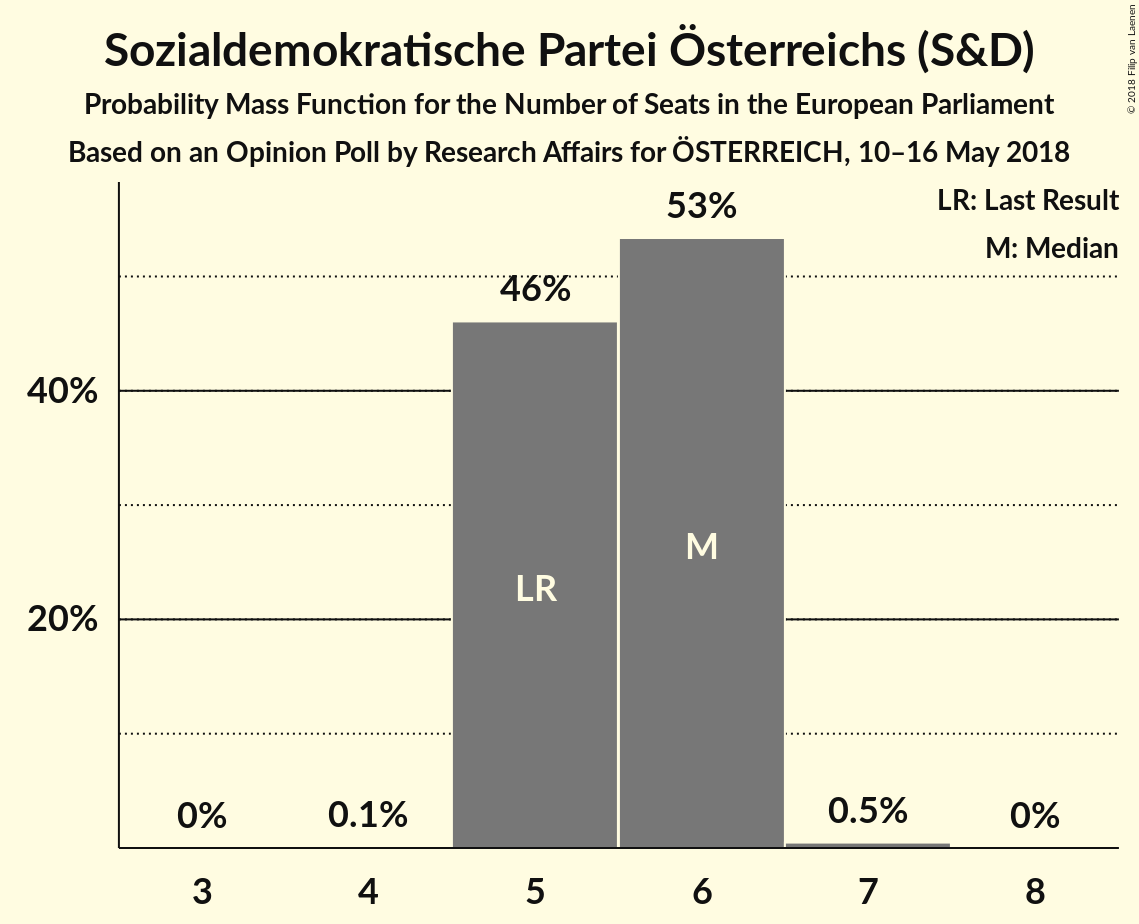 Sozialdemokratische Partei Österreichs (S&D)
Probability Mass Function for the Number of Seats in the European Parliament
Based on an Opinion Poll by Research Affairs for ÖSTERREICH, 10–16 May 2018
© 2018 Filip van Laenen
LR: Last Result
M: Median
53%
46%
40%
M
LR
20%
0%
0.1%
0.5%
0%
3 4 5 6 7 8